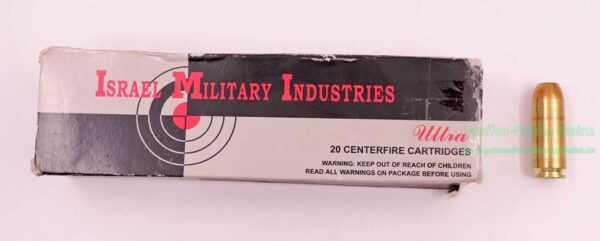 ISRAEL MILITARY INDUSTRIES
Ultra
20 CENTERFIRE CARTRIDGES
WARNING: KEEP OUT OF REACH OF CHILDREN
READ ALL WARNINGS ON PACKAGE BEFORE USING